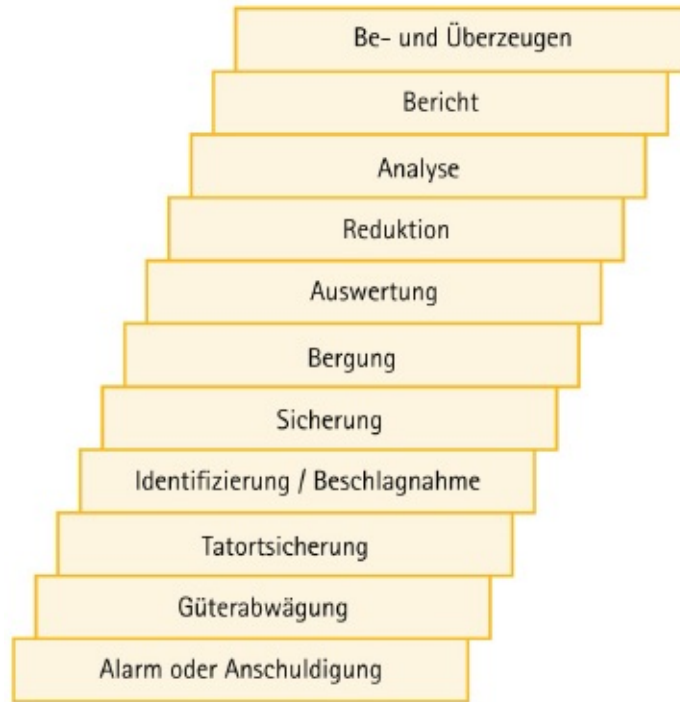 Be- und Überzeugen
Bericht
Analyse
Reduktion
Auswertung
Bergung
Sicherung
Identifizierung / Beschlagnahme
Tatortsicherung
Güterabwägung
Alarm oder Anschuldigung